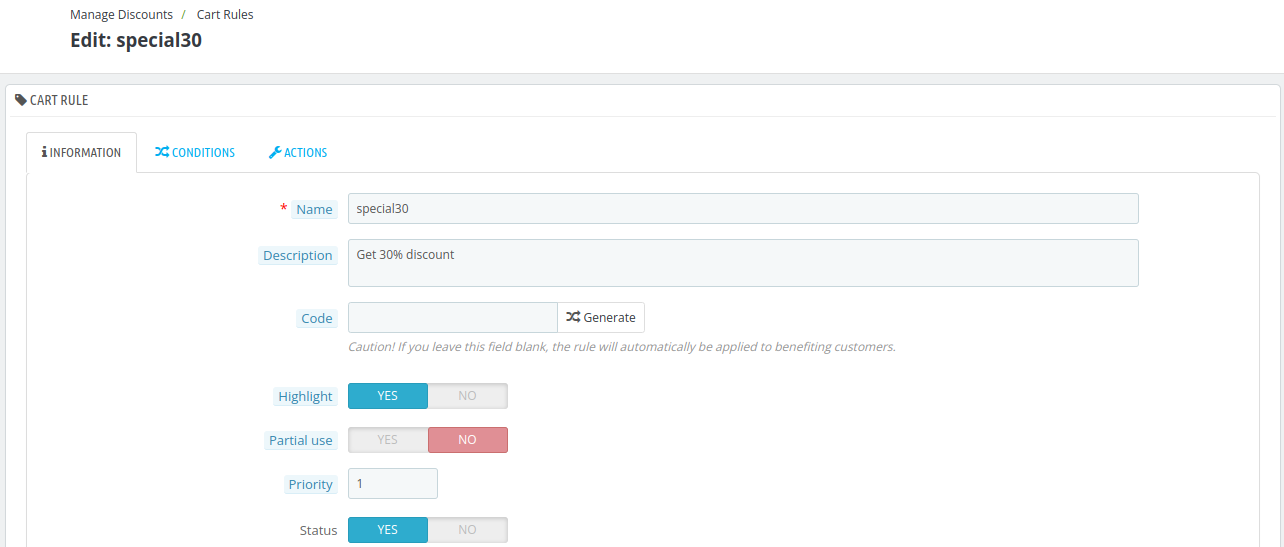 Manage Discounts / Cart Rules
Edit: special30
CART RULE
INFORMATION CONDITIONS ACTIONS
* Name special30
Description Get 30% discount
Code Generate
Caution! If you leave this field blank, the rule will automatically be applied to benefiting customers.
Highlight YES NO
Partial use YES NO
Priority 1
Status YES NO